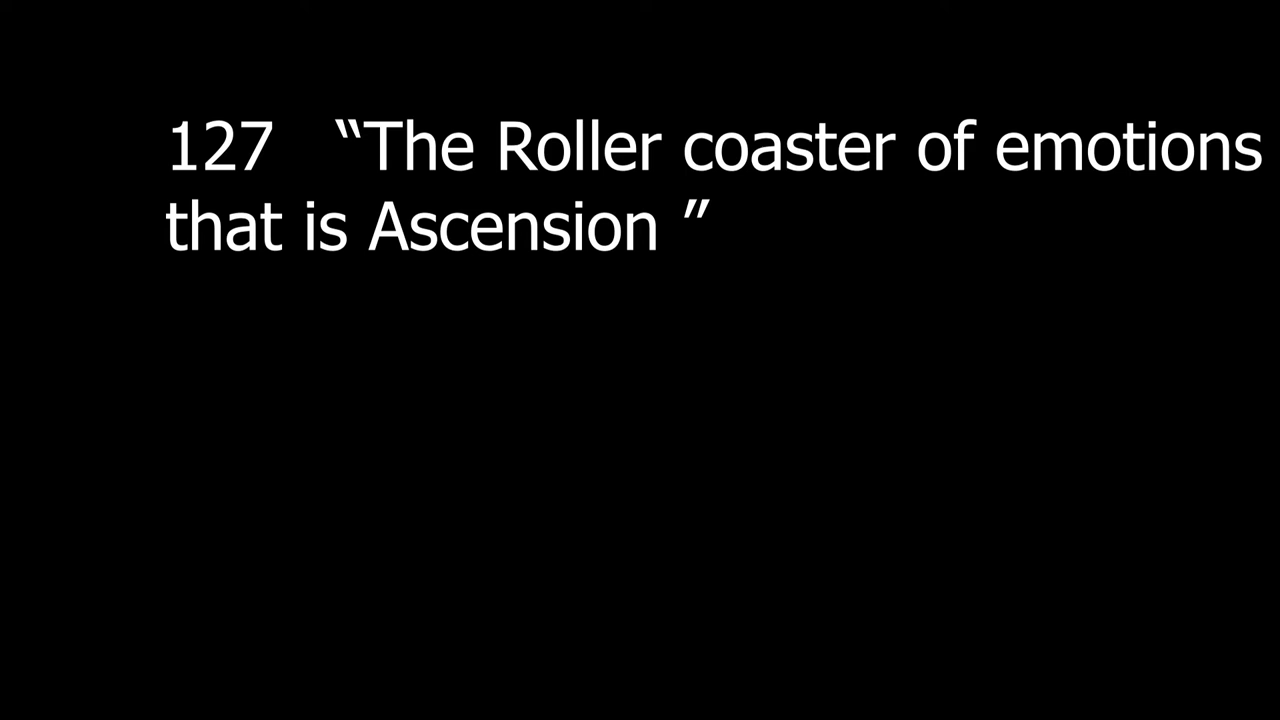 127   “The Roller coaster of emotions
that is Ascension ”